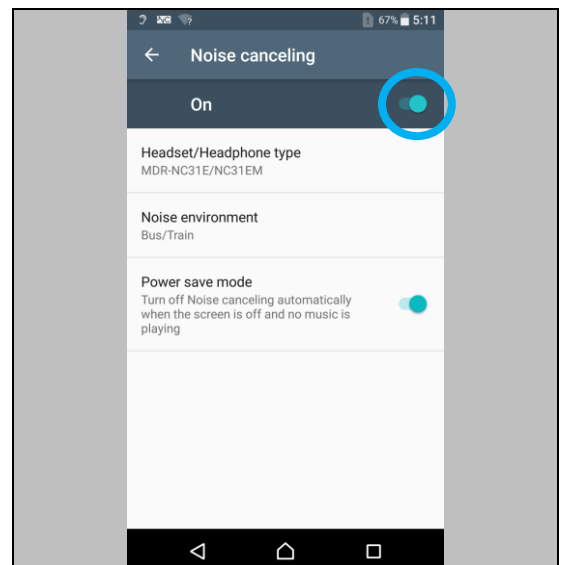 67% 5:11
Noise canceling
On
Headset/Headphone type
MDR-NC31E/NC31EM
Noise environment
Bus/Train
Power save mode
Turn off Noise canceling automatically
when the screen is off and no music is
playing